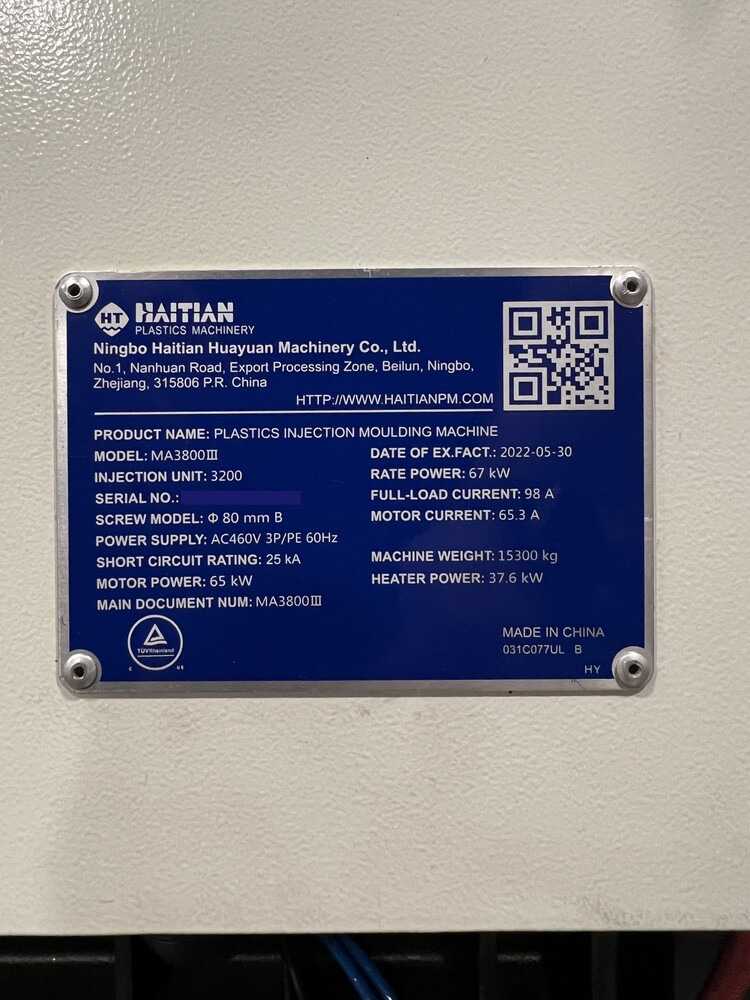 HT HAITIAN
PLASTICS MACHINERY
Ningbo Haitian Huayuan Machinery Co., Ltd.
No.1, Nanhuan Road, Export Processing Zone, Beilun, Ningbo,
Zhejiang, 315806 P.R. China
HTTP://WWW.HAITIANPM.COM
PRODUCT NAME: PLASTICS INJECTION MOULDING MACHINE
MODEL: MA3800Ⅲ
DATE OF EX.FACT.: 2022-05-30
INJECTION UNIT: 3200
RATE POWER: 67 kW
SERIAL NO.:
FULL-LOAD CURRENT: 98 A
SCREW MODEL: Φ 80 mm B
MOTOR CURRENT: 65.3 A
POWER SUPPLY: AC460V 3P/PE 60Hz
SHORT CIRCUIT RATING: 25 kA
MACHINE WEIGHT: 15300 kg
MOTOR POWER: 65 kW
HEATER POWER: 37.6 kW
MAIN DOCUMENT NUM: MA3800Ⅲ
TÜVRheinland
C US
MADE IN CHINA
031C077UL B
HY